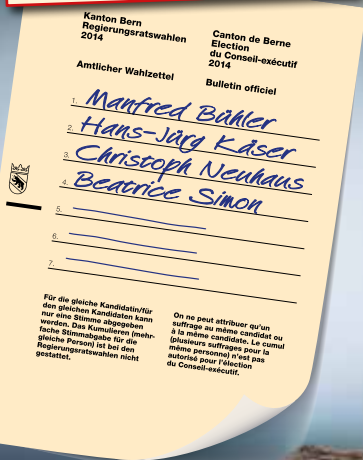 Kanton Bern
Regierungsratswahlen
2014
Amtlicher Wahlzettel
Canton de Berne
Election
du Conseil-exécutif
2014
Bulletin officiel
1. Manfred Bühler
2. Hans-Jürg Käser
3. Christoph Neuhaus
4. Beatrice Simon
5.
6.
7.
Für die gleiche Kandidatin/für
den gleichen Kandidaten kann
nur eine Stimme abgegeben
werden. Das Kumulieren (mehr-
fache Stimmabgabe für die
gleiche Person) ist bei den
Regierungsratswahlen nicht
gestattet.
On ne peut attribuer qu'un
suffrage au même candidat ou
à la même candidate. Le cumul
(plusieurs suffrages pour la
même personne) n'est pas
autorisé pour l'élection
du Conseil-exécutif.